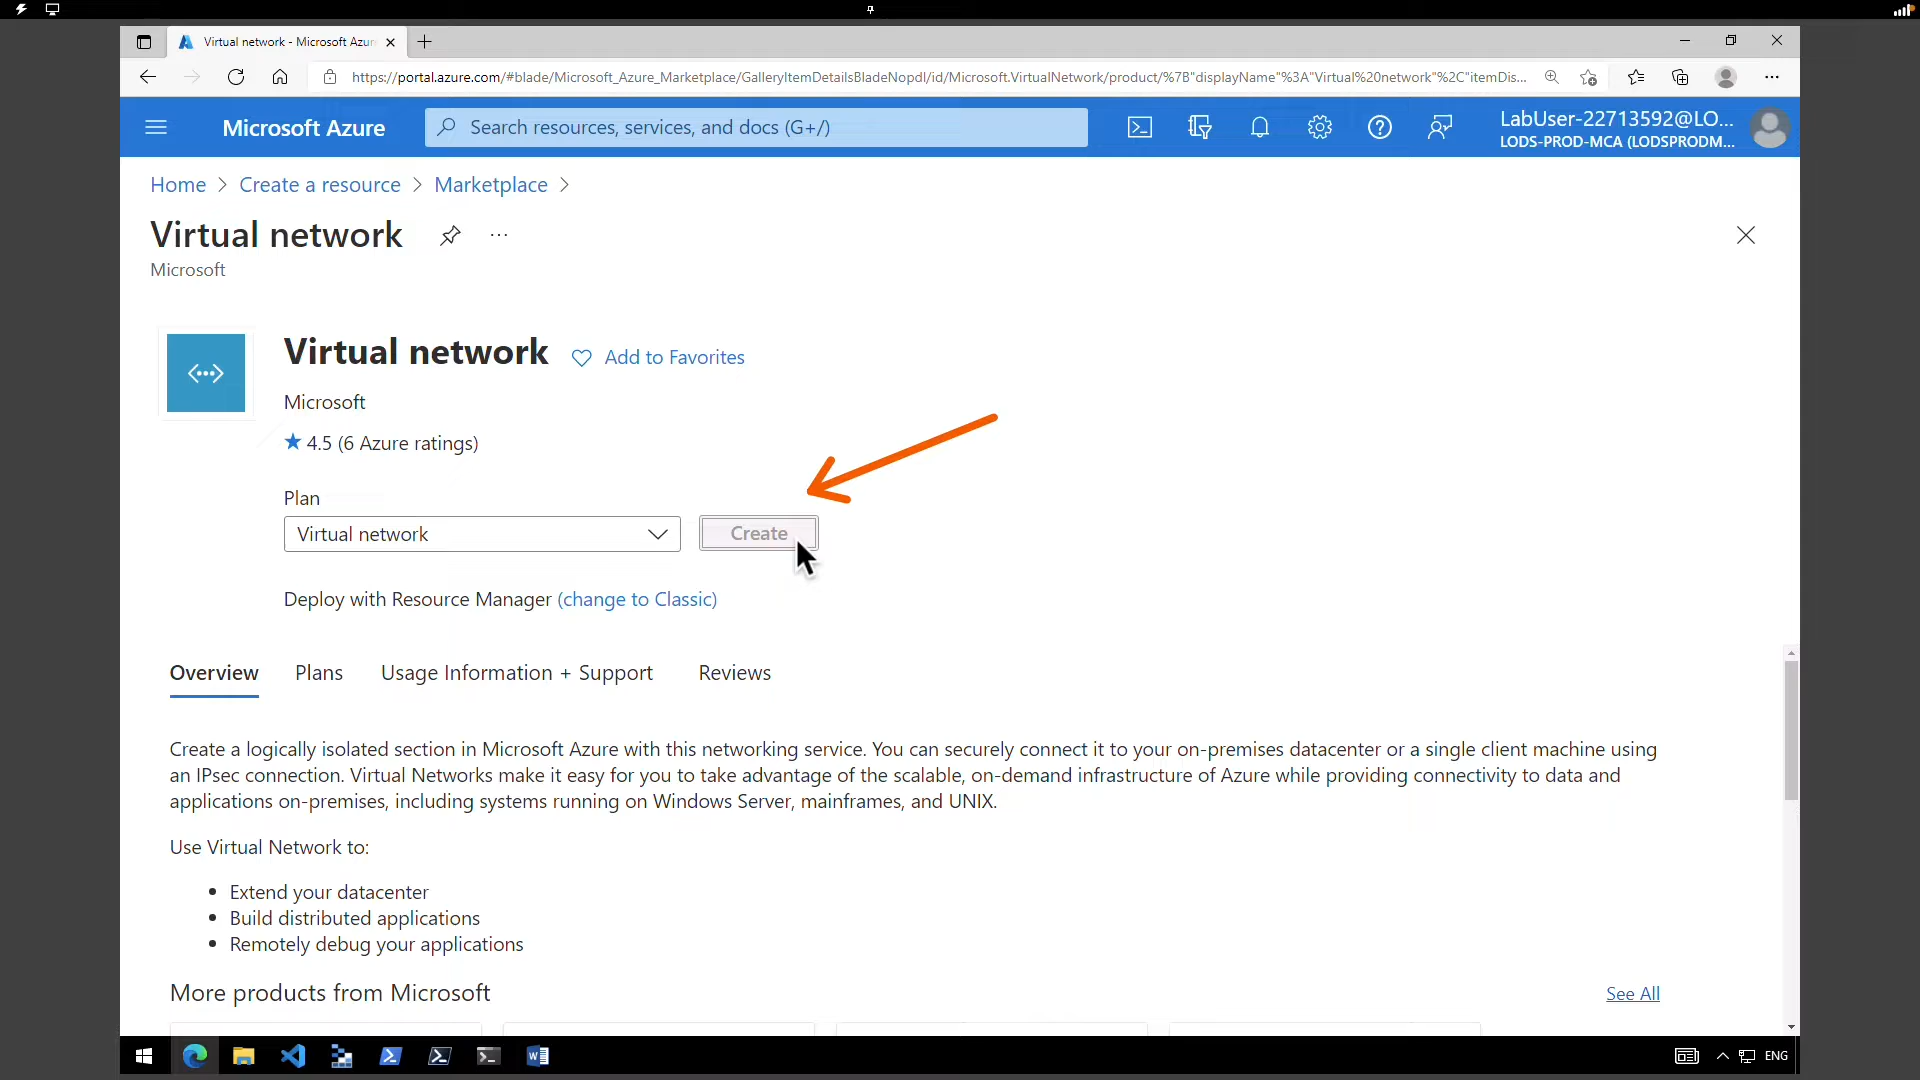 Virtual network - Microsoft Azur
https://portal.azure.com/#blade/Microsoft_Azure_Marketplace/GalleryItemDetailsBladeNopdl/id/Microsoft.VirtualNetwork/product/%7B"displayName"%3A"Virtual%20network"%2C"itemDis...
Microsoft Azure
Search resources, services, and docs (G+/)
LabUser-22713592@LO...
LODS-PROD-MCA (LODSPRODM...
Home > Create a resource > Marketplace >
Virtual network
Microsoft
Virtual network
Add to Favorites
Microsoft
4.5 (6 Azure ratings)
Plan
Virtual network
Create
Deploy with Resource Manager (change to Classic)
Overview Plans Usage Information + Support Reviews
Create a logically isolated section in Microsoft Azure with this networking service. You can securely connect it to your on-premises datacenter or a single client machine using
an IPsec connection. Virtual Networks make it easy for you to take advantage of the scalable, on-demand infrastructure of Azure while providing connectivity to data and
applications on-premises, including systems running on Windows Server, mainframes, and UNIX.
Use Virtual Network to:
• Extend your datacenter
• Build distributed applications
• Remotely debug your applications
More products from Microsoft
See All
ENG